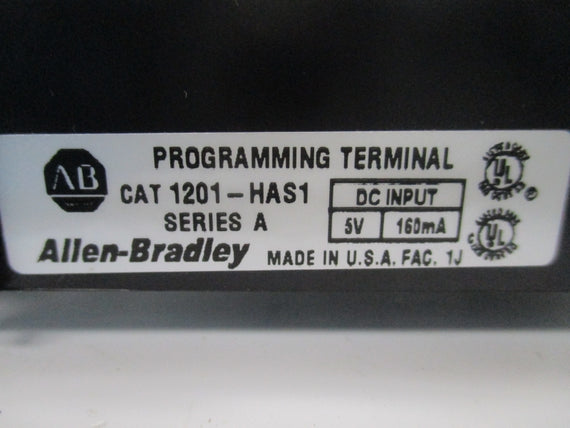 AB
PROGRAMMING TERMINAL
CAT 1201-HAS1
SERIES A
DC INPUT
5V 160mA
UL
UL
Allen-Bradley
MADE IN U.S.A. FAC. 1J